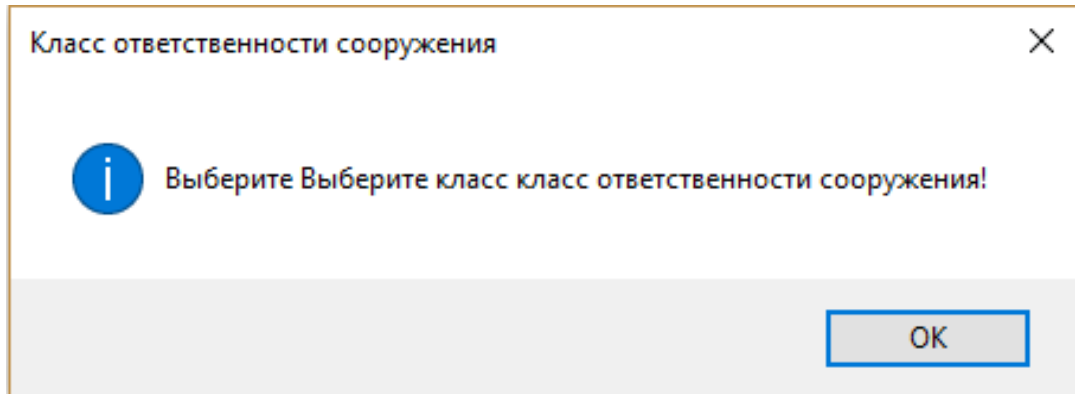 Класс ответственности сооружения
Выберите Выберите класс класс ответственности сооружения!
OK